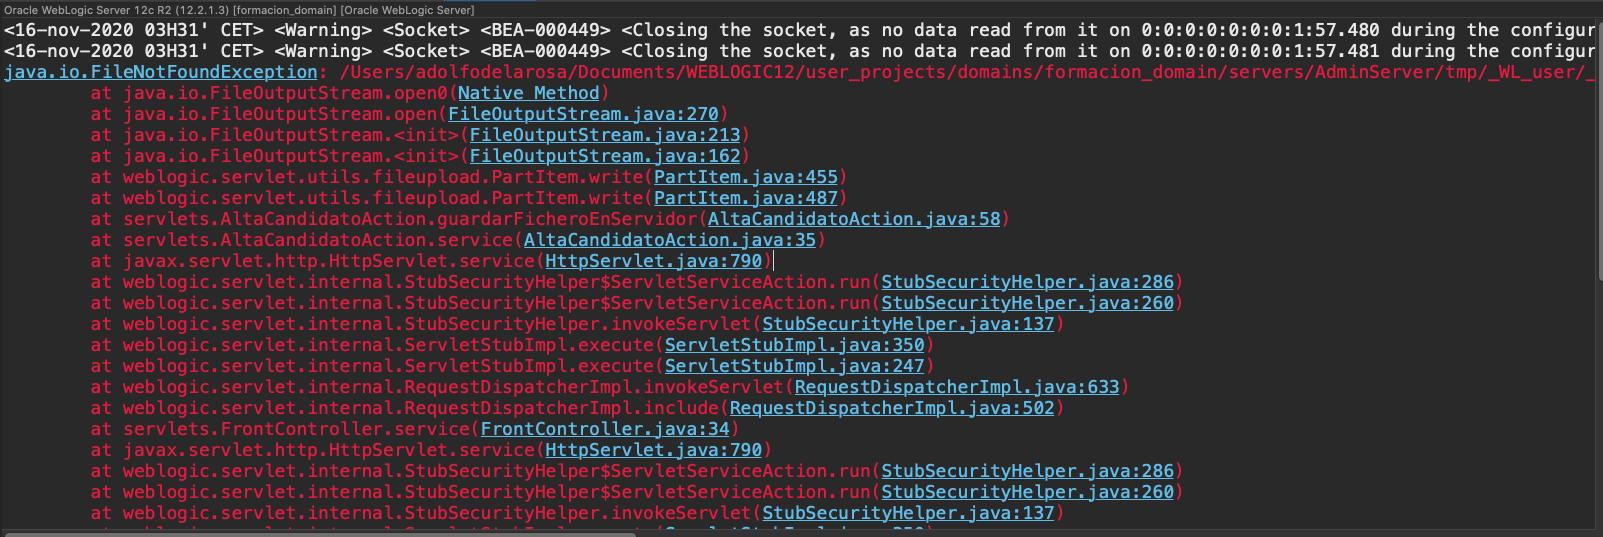 Oracle WebLogic Server 12c R2 (12.2.1.3) [formacion_domain] [Oracle WebLogic Server]
<16-nov-2020 03H31' CET> <Warning> <Socket> <BEA-000449> <Closing the socket, as no data read from it on 0:0:0:0:0:0:0:1:57.480 during the configur
<16-nov-2020 03H31' CET> <Warning> <Socket> <BEA-000449> <Closing the socket, as no data read from it on 0:0:0:0:0:0:0:1:57.481 during the configur
java.io.FileNotFoundException: /Users/adolfodelarosa/Documents/WEBLOGIC12/user_projects/domains/formacion_domain/servers/AdminServer/tmp/_WL_user/_
at java.io.FileOutputStream.open0(Native Method)
at java.io.FileOutputStream.open(FileOutputStream.java:270)
at java.io.FileOutputStream.<init>(FileOutputStream.java:213)
at java.io.FileOutputStream.<init>(FileOutputStream.java:162)
at weblogic.servlet.utils.fileupload.PartItem.write(PartItem.java:455)
at weblogic.servlet.utils.fileupload.PartItem.write(PartItem.java:487)
at servlets.AltaCandidatoAction.guardarFicheroEnServidor(AltaCandidatoAction.java:58)
at servlets.AltaCandidatoAction.service(AltaCandidatoAction.java:35)
at javax.servlet.http.HttpServlet.service(HttpServlet.java:790)
at weblogic.servlet.internal.StubSecurityHelper$ServletServiceAction.run(StubSecurityHelper.java:286)
at weblogic.servlet.internal.StubSecurityHelper$ServletServiceAction.run(StubSecurityHelper.java:260)
at weblogic.servlet.internal.StubSecurityHelper.invokeServlet(StubSecurityHelper.java:137)
at weblogic.servlet.internal.ServletStubImpl.execute(ServletStubImpl.java:350)
at weblogic.servlet.internal.ServletStubImpl.execute(ServletStubImpl.java:247)
at weblogic.servlet.internal.RequestDispatcherImpl.invokeServlet(RequestDispatcherImpl.java:633)
at weblogic.servlet.internal.RequestDispatcherImpl.include(RequestDispatcherImpl.java:502)
at servlets.FrontController.service(FrontController.java:34)
at javax.servlet.http.HttpServlet.service(HttpServlet.java:790)
at weblogic.servlet.internal.StubSecurityHelper$ServletServiceAction.run(StubSecurityHelper.java:286)
at weblogic.servlet.internal.StubSecurityHelper$ServletServiceAction.run(StubSecurityHelper.java:260)
at weblogic.servlet.internal.StubSecurityHelper.invokeServlet(StubSecurityHelper.java:137)